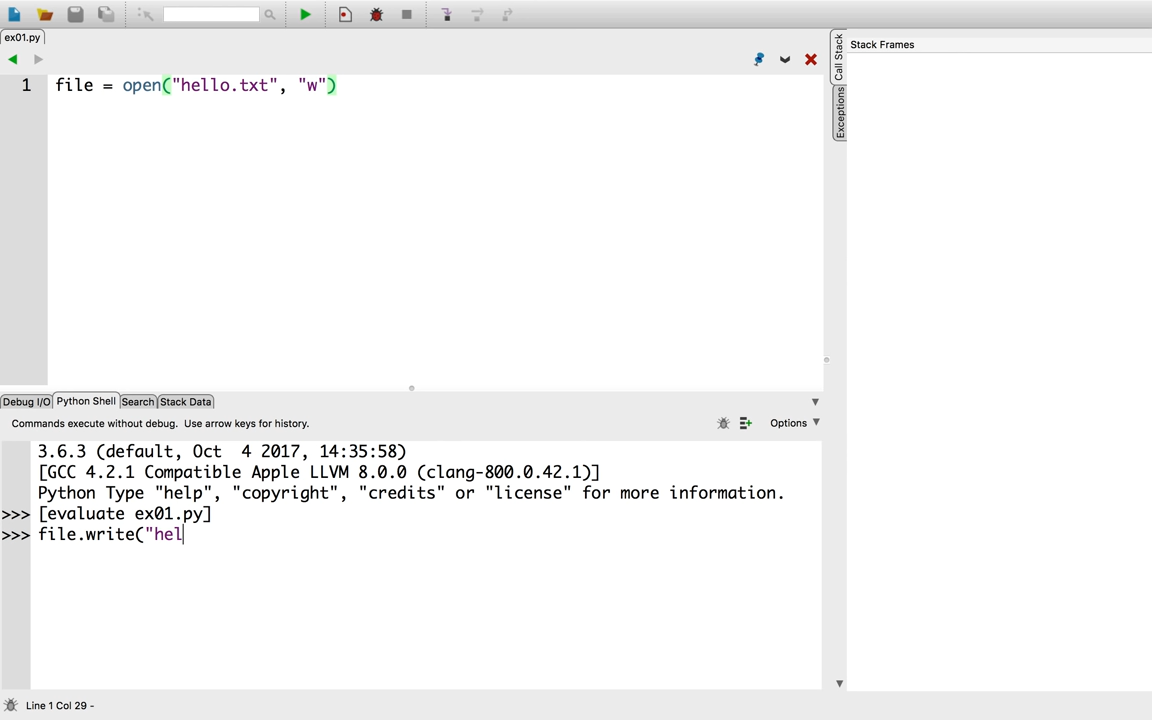 ex01.py
1 file = open("hello.txt", "w")
Call Stack
Exceptions
Stack Frames
Debug I/O Python Shell Search Stack Data
Commands execute without debug.  Use arrow keys for history.
Options
3.6.3 (default, Oct  4 2017, 14:35:58)
[GCC 4.2.1 Compatible Apple LLVM 8.0.0 (clang-800.0.42.1)]
Python Type "help", "copyright", "credits" or "license" for more information.
>>> [evaluate ex01.py]
>>> file.write("hel
Line 1 Col 29 -